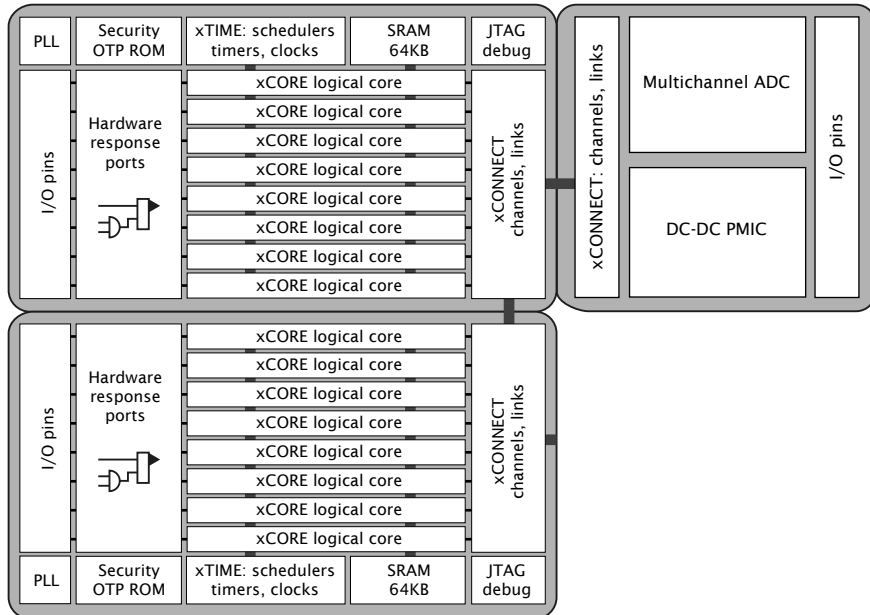 PLL
Security
OTP ROM
xTIME: schedulers
timers, clocks
SRAM
64KB
JTAG
debug
I/O pins
Hardware
response
ports
xCORE logical core
xCORE logical core
xCORE logical core
xCORE logical core
xCORE logical core
xCORE logical core
xCORE logical core
xCORE logical core
xCONNECT
channels, links
xCONNECT: channels, links
Multichannel ADC
DC-DC PMIC
I/O pins
I/O pins
Hardware
response
ports
xCORE logical core
xCORE logical core
xCORE logical core
xCORE logical core
xCORE logical core
xCORE logical core
xCORE logical core
xCORE logical core
xCONNECT
channels, links
PLL
Security
OTP ROM
xTIME: schedulers
timers, clocks
SRAM
64KB
JTAG
debug